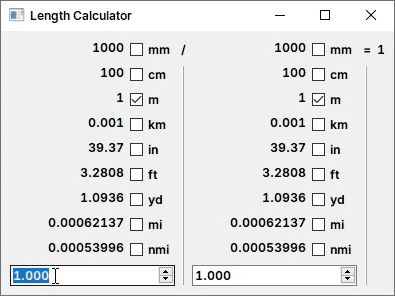 Length Calculator
1000 mm / 1000 mm = 1
100 cm 100 cm
1 m 1 m
0.001 km 0.001 km
39.37 in 39.37 in
3.2808 ft 3.2808 ft
1.0936 yd 1.0936 yd
0.00062137 mi 0.00062137 mi
0.00053996 nmi 0.00053996 nmi
1.000 1.000